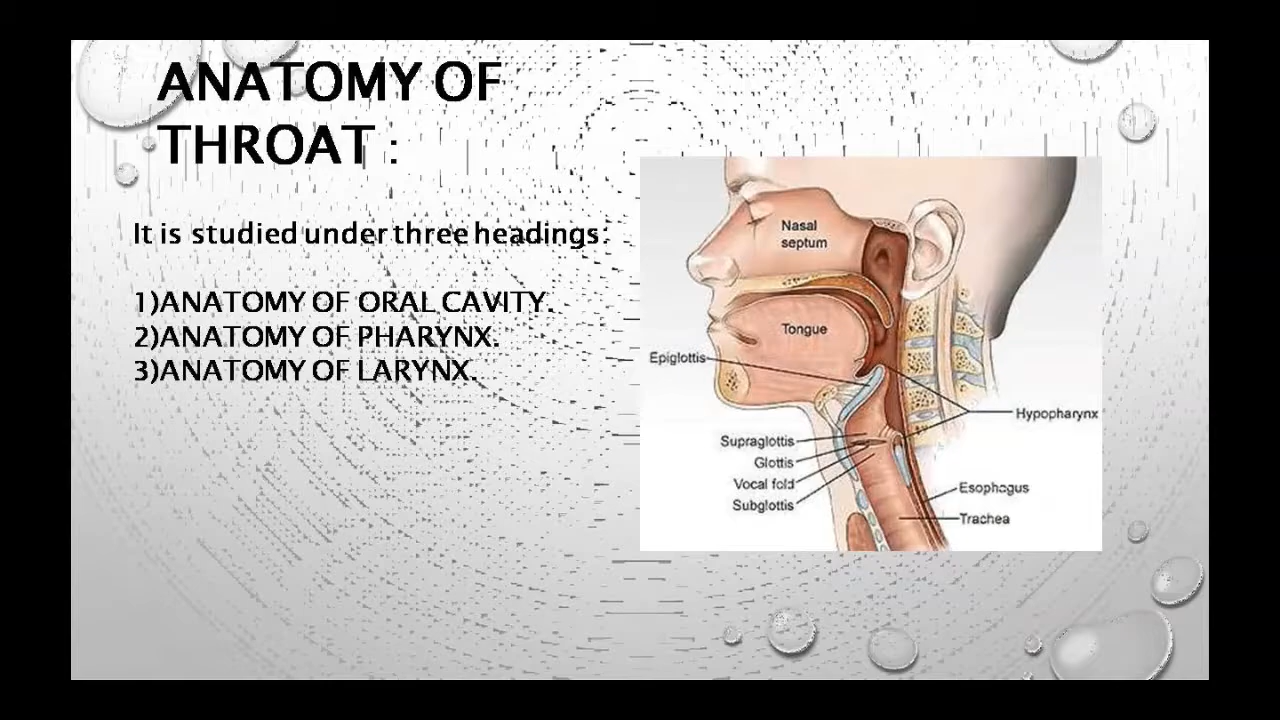 ANATOMY OF
THROAT :
It is studied under three headings:
1)ANATOMY OF ORAL CAVITY.
2)ANATOMY OF PHARYNX.
3)ANATOMY OF LARYNX.
Nasal
septum
Tongue
Epiglottis
Hypopharynx
Supraglottis
Glottis
Vocal fold
Subglottis
Esophagus
Trachea